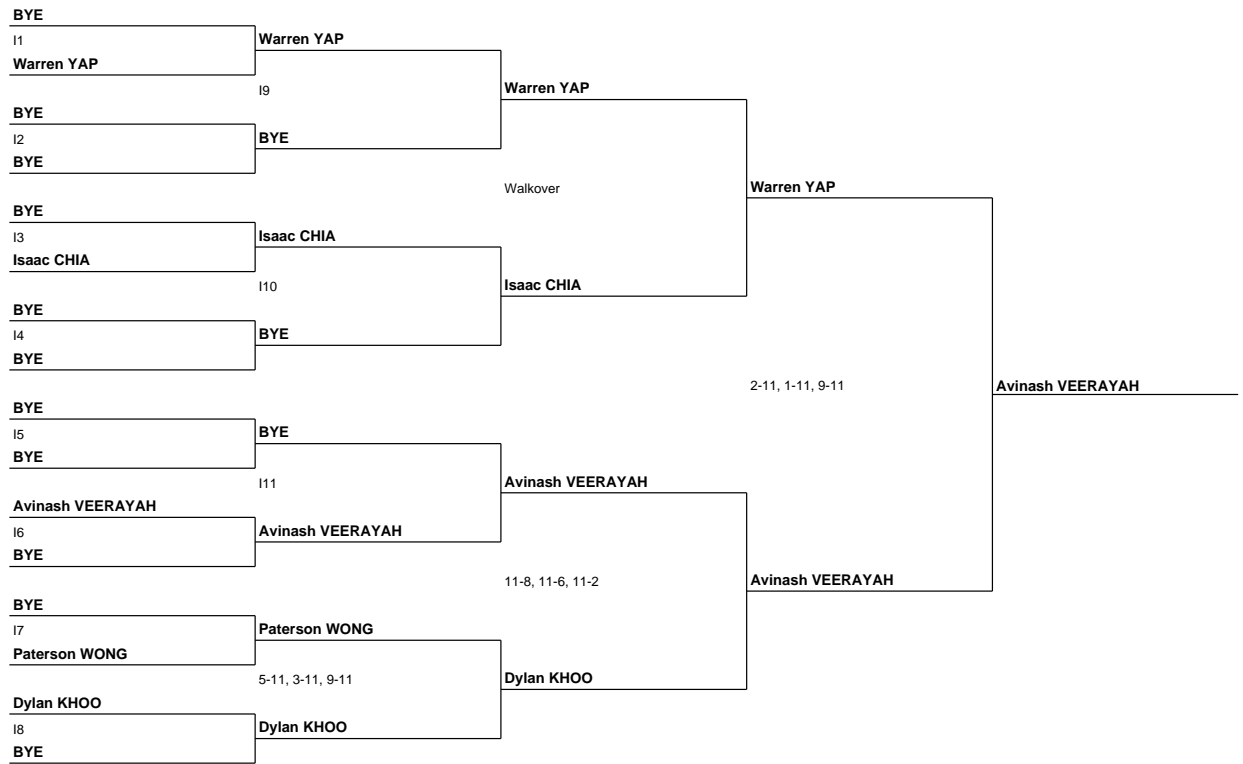 BYE
I1
Warren YAP
BYE
I2
BYE
BYE
I3
Isaac CHIA
BYE
I4
BYE
BYE
I5
BYE
Avinash VEERAYAH
I6
BYE
BYE
I7
Paterson WONG
Dylan KHOO
I8
BYE
Warren YAP
I9
BYE
Isaac CHIA
I10
BYE
BYE
I11
Avinash VEERAYAH
Paterson WONG
5-11, 3-11, 9-11
Dylan KHOO
Warren YAP
Walkover
Isaac CHIA
Avinash VEERAYAH
11-8, 11-6, 11-2
Dylan KHOO
Warren YAP
2-11, 1-11, 9-11
Avinash VEERAYAH
Avinash VEERAYAH